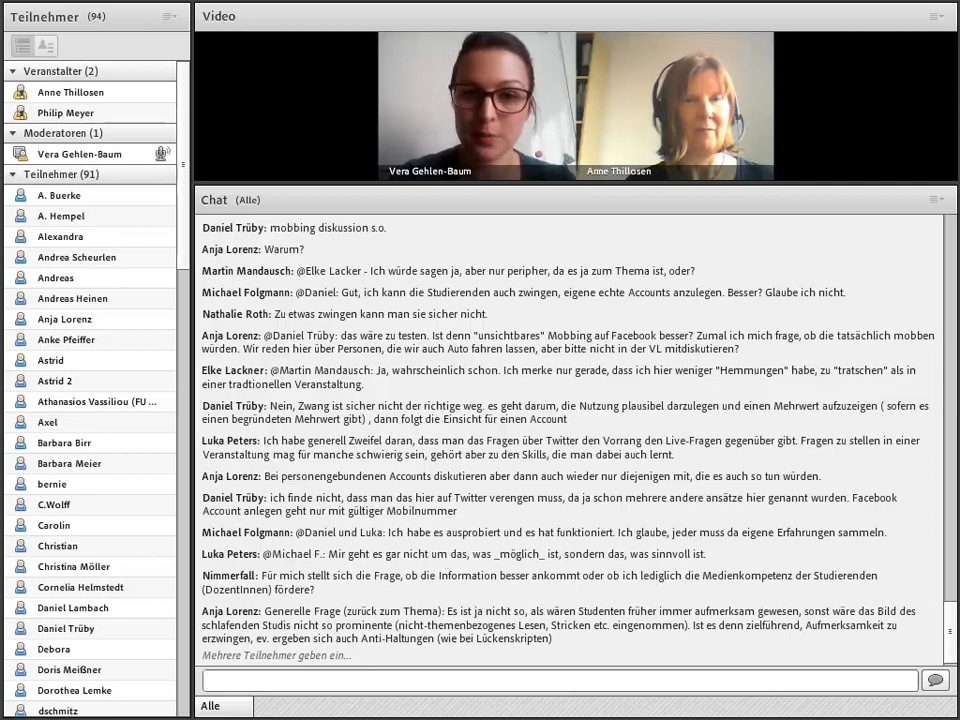 Teilnehmer (94)
Veranstalter (2)
Anne Thillosen
Philip Meyer
Moderatoren (1)
Vera Gehlen-Baum
Teilnehmer (91)
A. Buerke
A. Hempel
Alexandra
Andrea Scheurlen
Andreas
Andreas Heinen
Anja Lorenz
Anke Pfeiffer
Astrid
Astrid 2
Athanasios Vassiliou (FU ...
Axel
Barbara Birr
Barbara Meier
bernie
C.Wolff
Carolin
Christian
Christina Möller
Cornelia Helmstedt
Daniel Lambach
Daniel Trüby
Debora
Doris Meißner
Dorothea Lemke
dschmitz
Video
Vera Gehlen-Baum
Anne Thillosen
Chat (Alle)
Daniel Trüby: mobbing diskussion s.o.
Anja Lorenz: Warum?
Martin Mandausch: @Elke Lacker - Ich würde sagen ja, aber nur peripher, da es ja zum Thema ist, oder?
Michael Folgmann: @Daniel: Gut, ich kann die Studierenden auch zwingen, eigene echte Accounts anzulegen. Besser? Glaube ich nicht.
Nathalie Roth: Zu etwas zwingen kann man sie sicher nicht.
Anja Lorenz: @Daniel Trüby: das wäre zu testen. Ist denn "unsichtbares" Mobbing auf Facebook besser? Zumal ich mich frage, ob die tatsächlich mobben
würden. Wir reden hier über Personen, die wir auch Auto fahren lassen, aber bitte nicht in der VL mitdiskutieren?
Elke Lackner: @Martin Mandausch: Ja, wahrscheinlich schon. Ich merke nur gerade, dass ich hier weniger "Hemmungen" habe, zu "tratschen" als in
einer tradtionellen Veranstaltung.
Daniel Trüby: Nein, Zwang ist sicher nicht der richtige weg. es geht darum, die Nutzung plausibel darzulegen und einen Mehrwert aufzuzeigen ( sofern es
einen begründeten Mehrwert gibt) , dann folgt die Einsicht für einen Account
Luka Peters: Ich habe generell Zweifel daran, dass man das Fragen über Twitter den Vorrang den Live-Fragen gegenüber gibt. Fragen zu stellen in einer
Veranstaltung mag für manche schwierig sein, gehört aber zu den Skills, die man dabei auch lernt.
Anja Lorenz: Bei personengebundenen Accounts diskutieren aber dann auch wieder nur diejenigen mit, die es auch so tun würden.
Daniel Trüby: ich finde nicht, dass man das hier auf Twitter verengen muss, da ja schon mehrere andere ansätze hier genannt wurden. Facebook
Account anlegen geht nur mit gültiger Mobilnummer
Michael Folgmann: @Daniel und Luka: Ich habe es ausprobiert und es hat funktioniert. Ich glaube, jeder muss da eigene Erfahrungen sammeln.
Luka Peters: @Michael F.: Mir geht es gar nicht um das, was _möglich_ ist, sondern das, was sinnvoll ist.
Nimmerfall: Für mich stellt sich die Frage, ob die Information besser ankommt oder ob ich lediglich die Medienkompetenz der Studierenden
(DozentInnen) fördere?
Anja Lorenz: Generelle Frage (zurück zum Thema): Es ist ja nicht so, als wären Studenten früher immer aufmerksam gewesen, sonst wäre das Bild des
schlafenden Studis nicht so prominente (nicht-themenbezogenes Lesen, Stricken etc. eingenommen). Ist es denn zielführend, Aufmerksamkeit zu
erzwingen, ev. ergeben sich auch Anti-Haltungen (wie bei Lückenskripten)
Mehrere Teilnehmer geben ein...
Alle